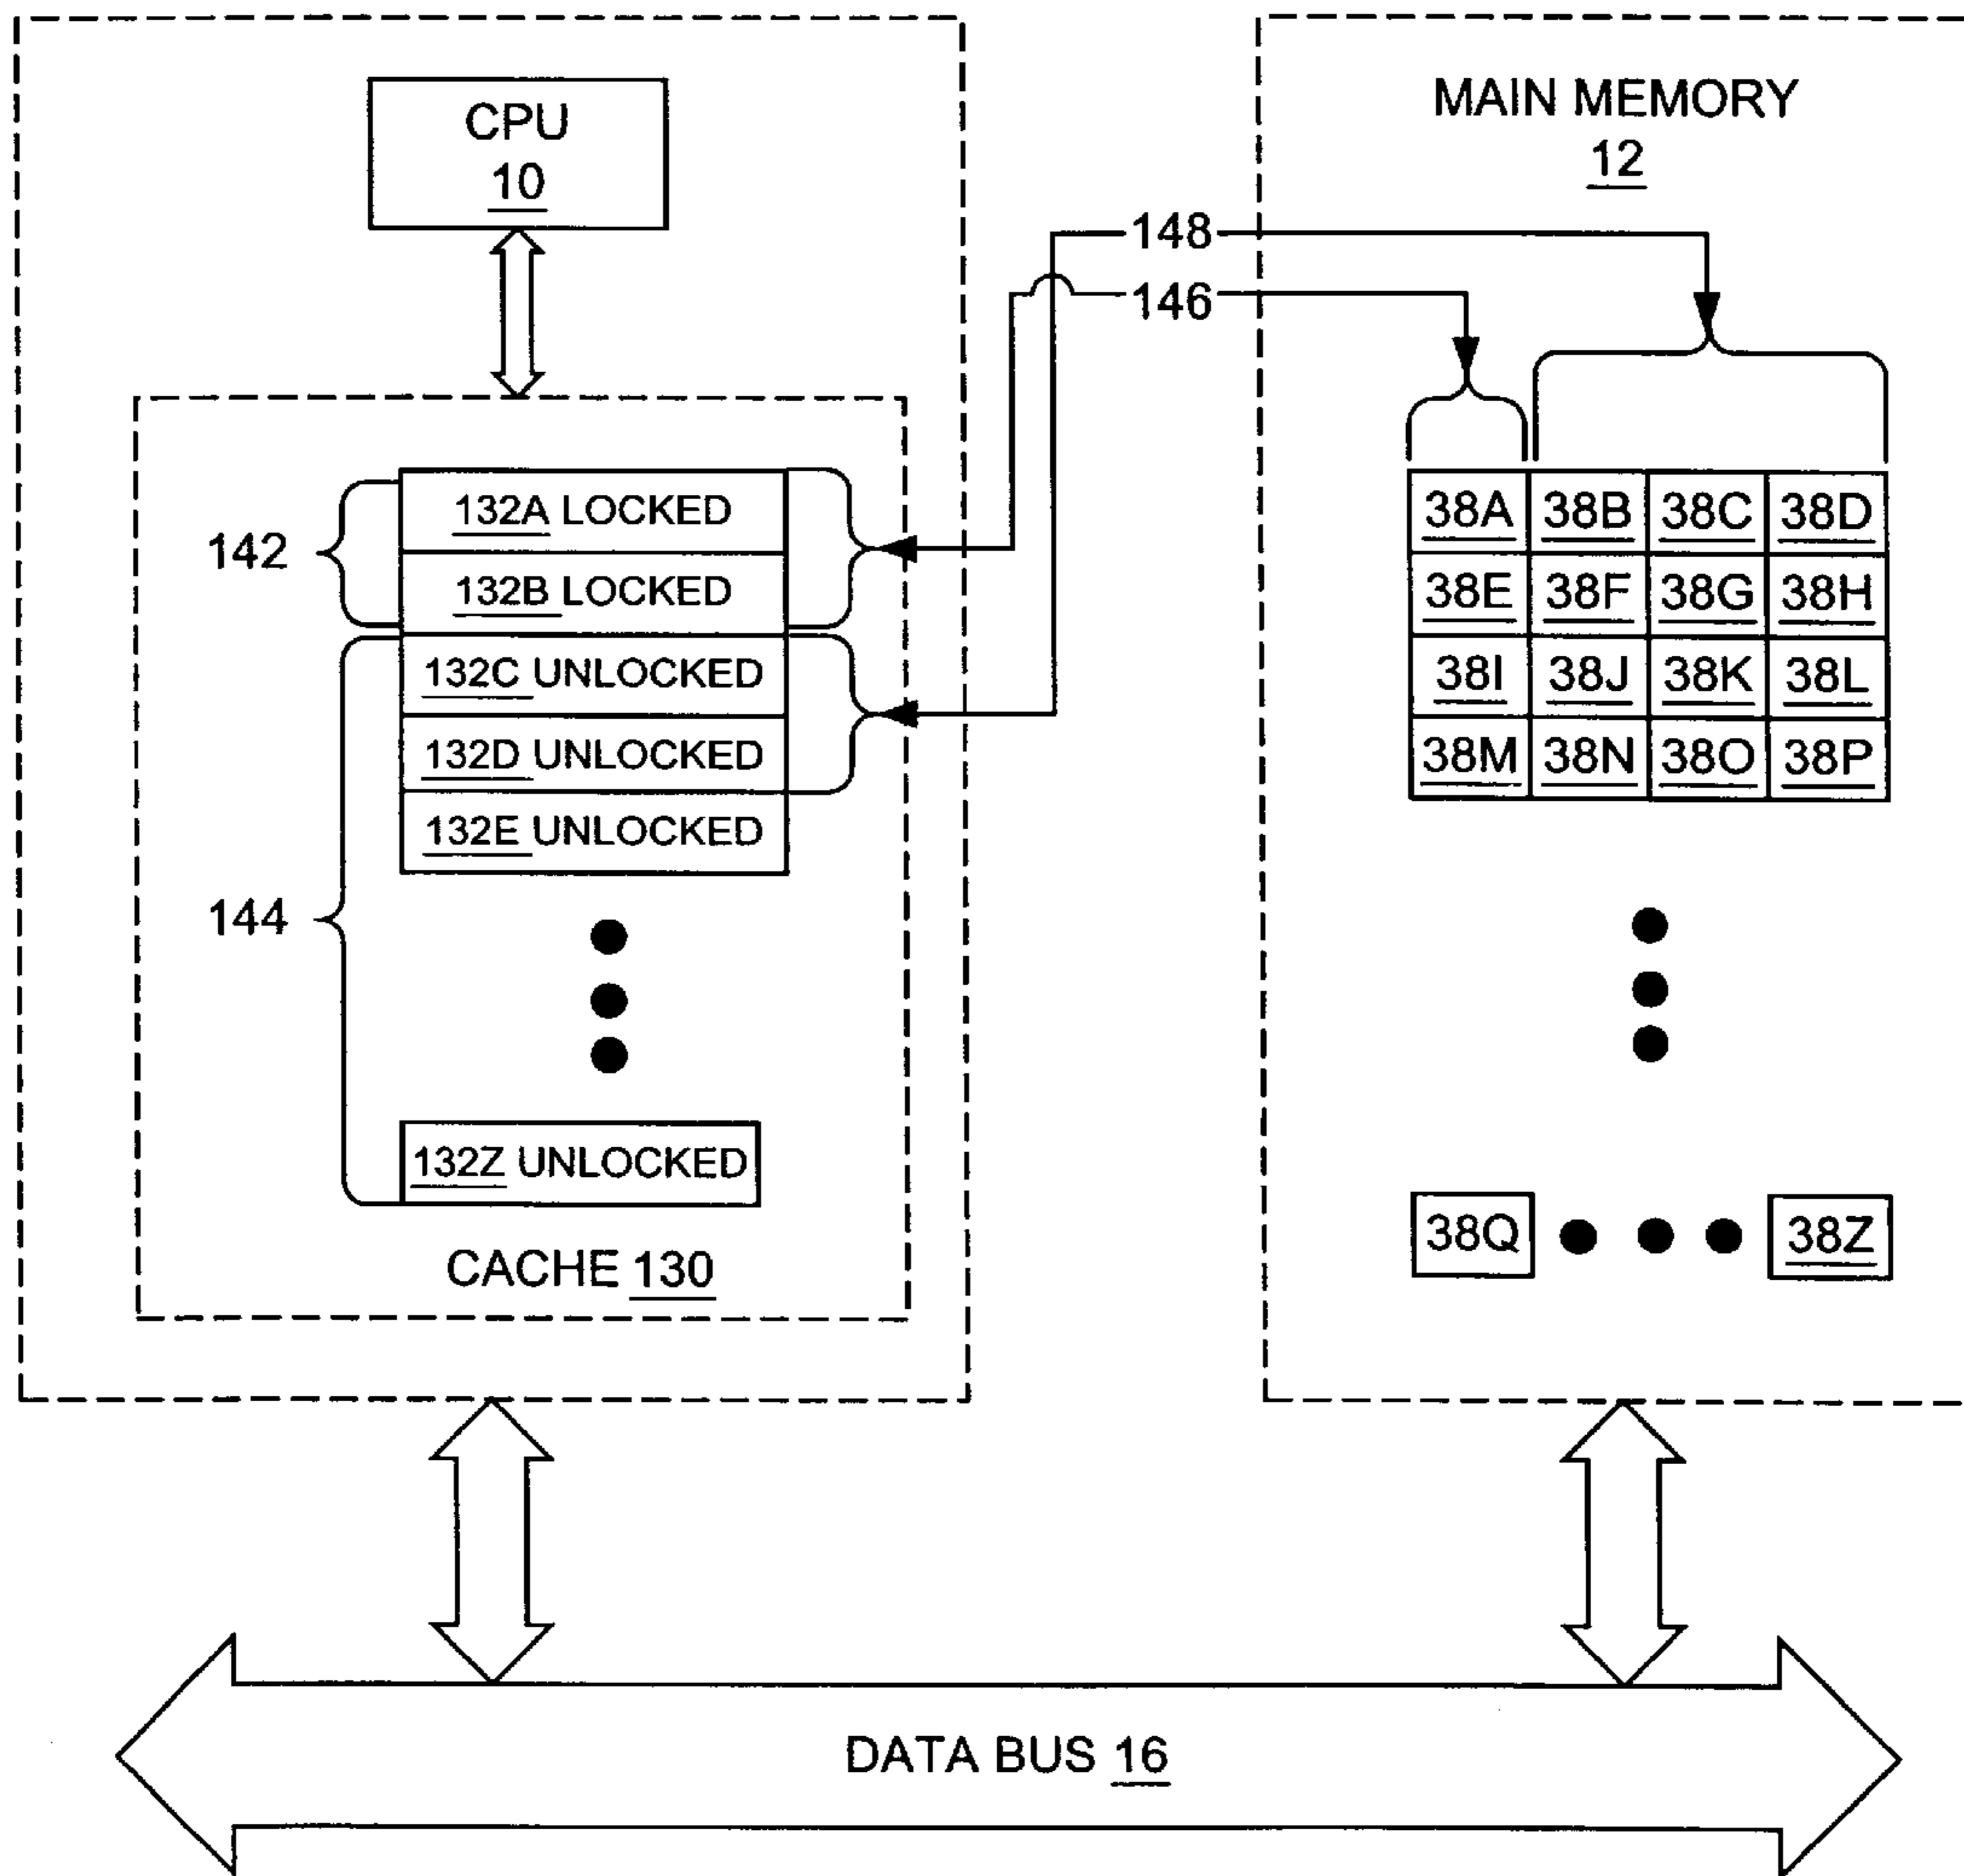 CPU
10
MAIN MEMORY
12
148
146
142
132A LOCKED
132B LOCKED
132C UNLOCKED
132D UNLOCKED
132E UNLOCKED
144
132Z UNLOCKED
CACHE 130
38A 38B 38C 38D
38E 38F 38G 38H
38I 38J 38K 38L
38M 38N 38O 38P
38Q 38Z
DATA BUS 16